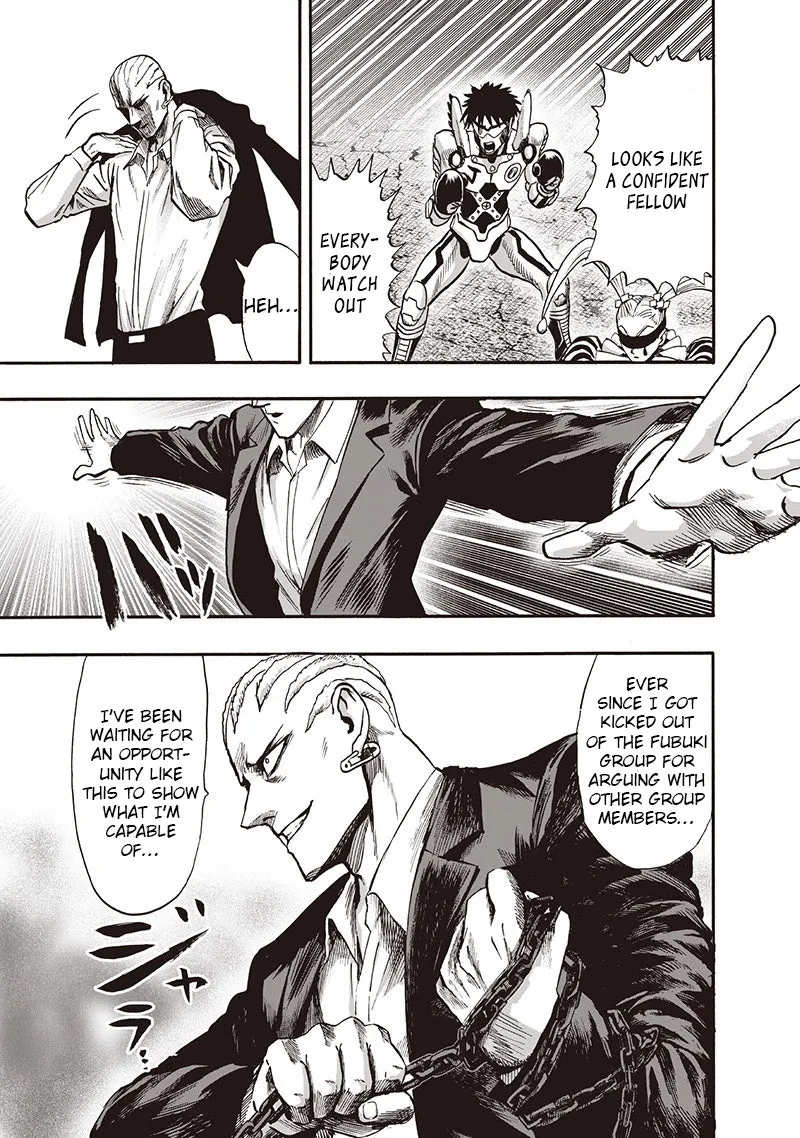 LOOKS LIKE
A CONFIDENT
FELLOW
EVERY-
BODY
WATCH
OUT
HEH...
バッ
EVER
SINCE I GOT
KICKED OUT
OF THE FUBUKI
GROUP FOR
ARGUING WITH
OTHER GROUP
MEMBERS...
I'VE BEEN
WAITING FOR
AN OPPORT-
UNITY LIKE
THIS TO SHOW
WHAT I'M
CAPABLE
OF...
ジャラ